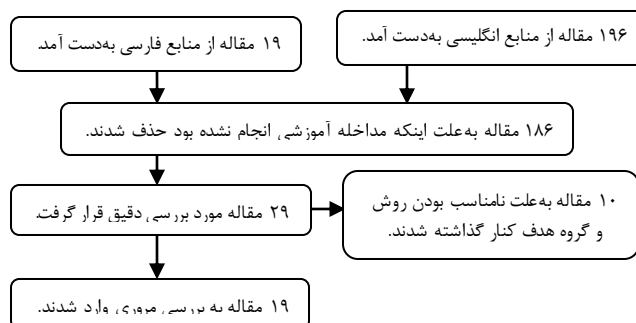 ۱۹۶ مقاله از منابع انگلیسی به‌دست آمد.
۱۹ مقاله از منابع فارسی به‌دست آمد.
۱۸۶ مقاله به‌علت اینکه مداخله آموزشی انجام نشده بود حذف شدند.
۲۹ مقاله مورد بررسی دقیق قرار گرفت.
۱۰ مقاله به‌علت نامناسب بودن روش
و گروه هدف کنار گذاشته شدند.
۱۹ مقاله به بررسی مروری وارد شدند.